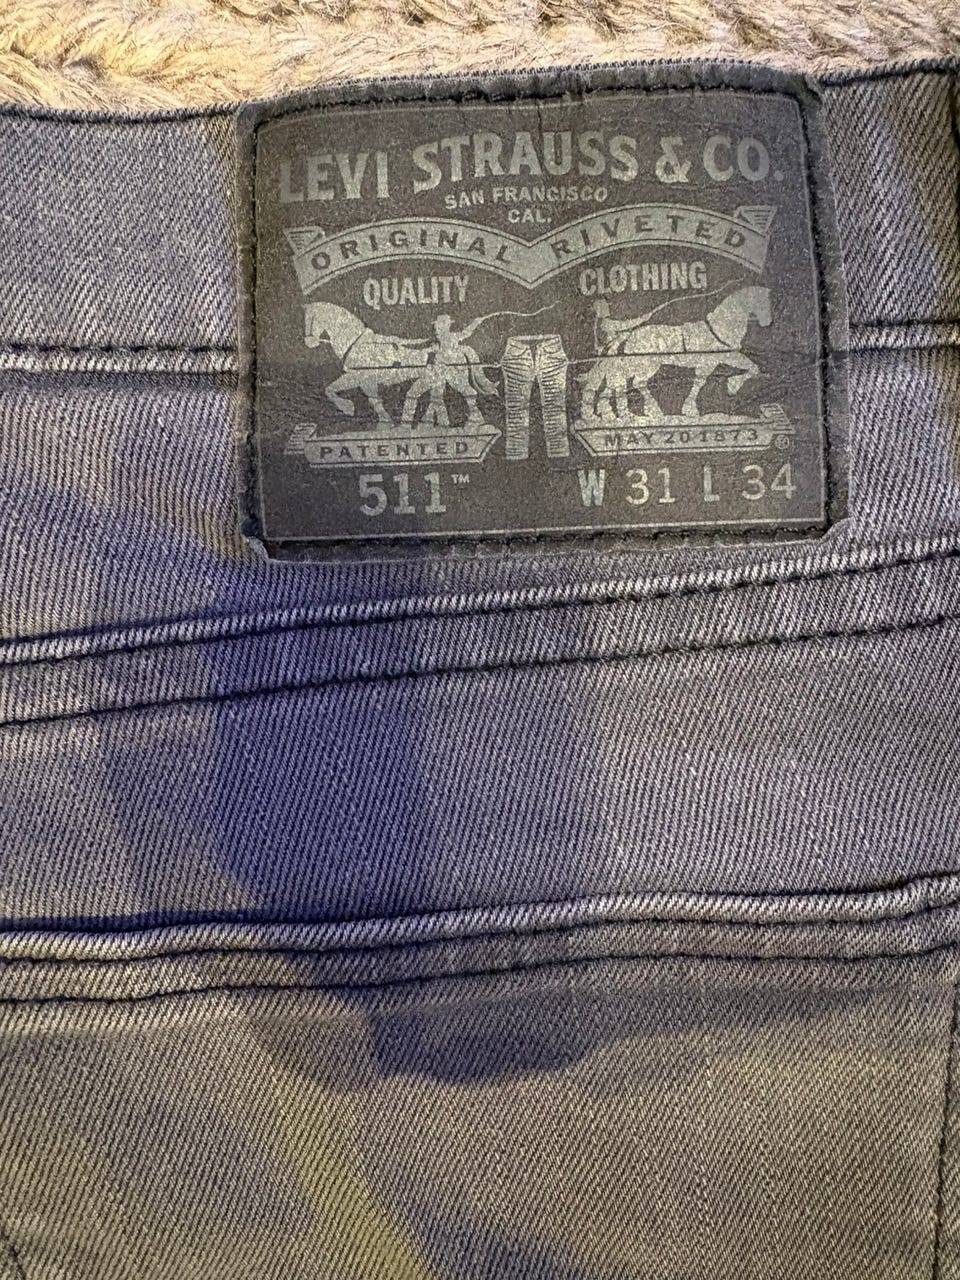 LEVI STRAUSS & CO.
SAN FRANCISCO
CAL.
ORIGINAL RIVETED
QUALITY CLOTHING
PATENTED MAY 20 1873 ®
511™ W 31 L 34